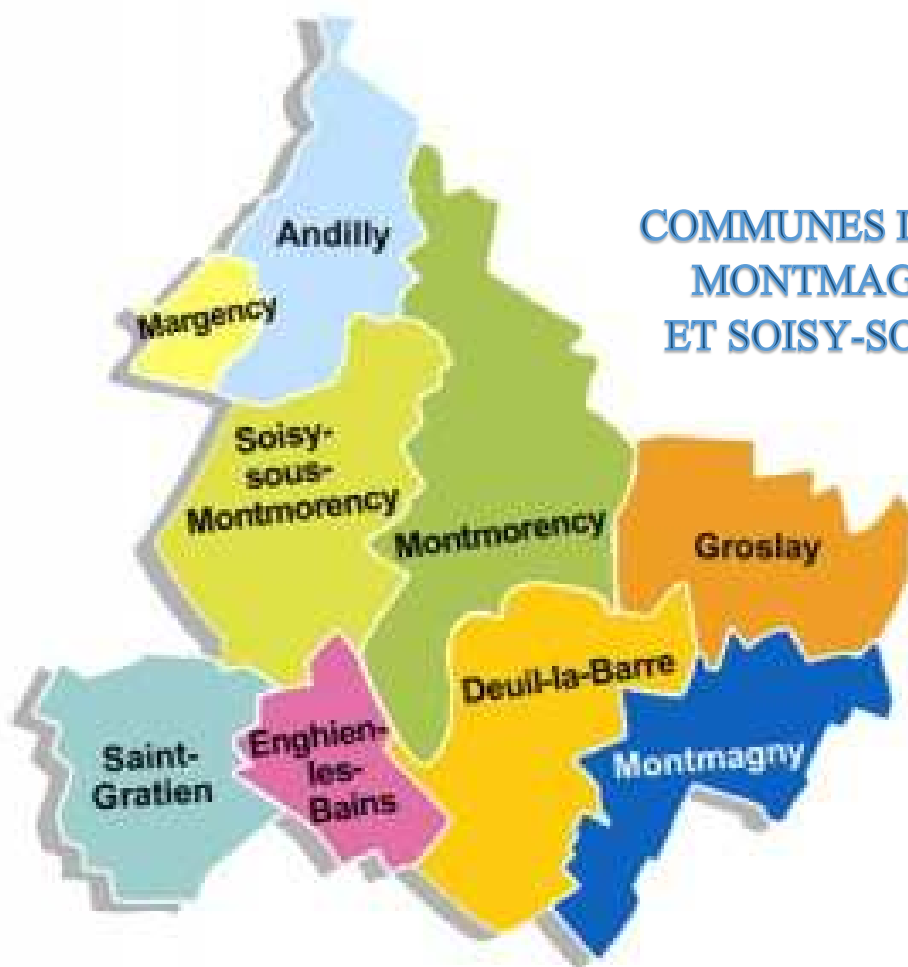 Andilly
COMMUNES
MONTMAG
ET SOISY-SO
Margency
Soisy-
sous-
Montmorency
Montmorency
Groslay
Deuil-la-Barre
Saint-
Gratien
Enghien-
les-
Bains
Montmagny